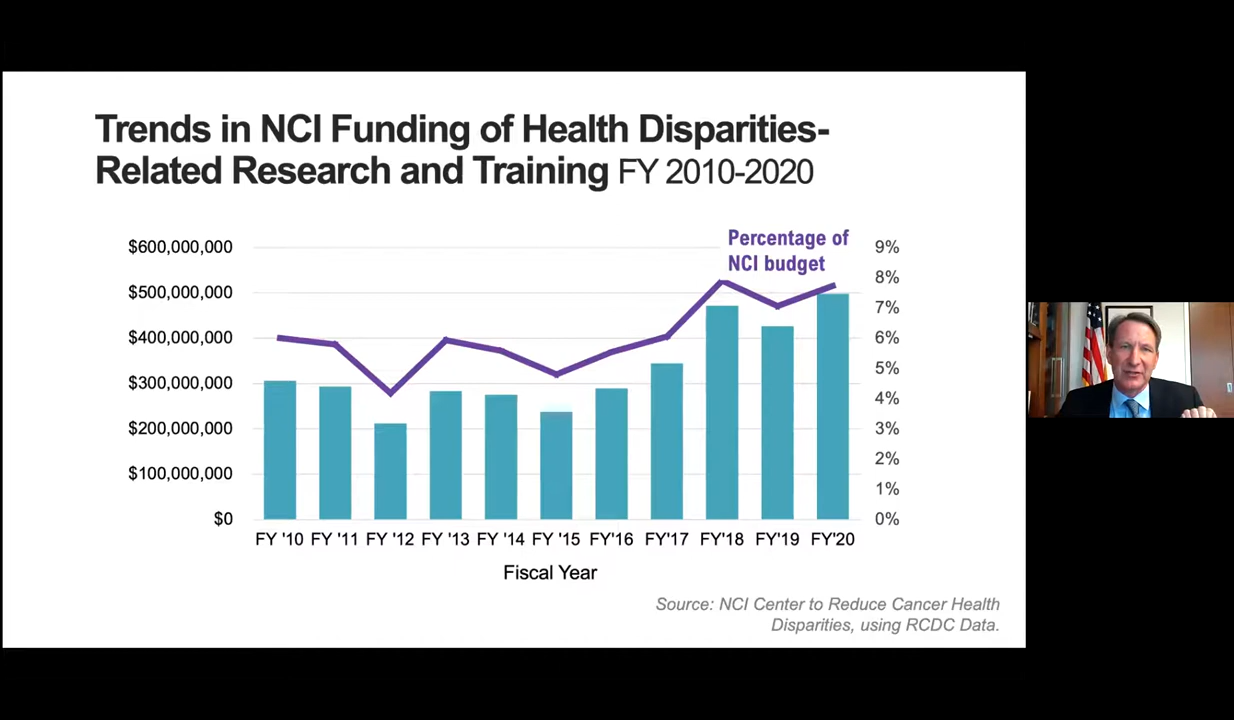 Trends in NCI Funding of Health Disparities-
Related Research and Training FY 2010-2020
Percentage of
NCI budget
$600,000,000
$500,000,000
$400,000,000
$300,000,000
$200,000,000
$100,000,000
$0
9%
8%
7%
6%
5%
4%
3%
2%
1%
0%
FY '10 FY '11 FY '12 FY '13 FY '14 FY '15 FY'16 FY'17 FY'18 FY'19 FY'20
Fiscal Year
Source: NCI Center to Reduce Cancer Health
Disparities, using RCDC Data.